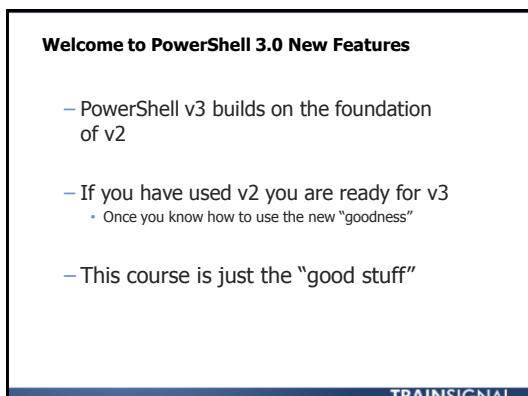 Welcome to PowerShell 3.0 New Features
– PowerShell v3 builds on the foundation
of v2
– If you have used v2 you are ready for v3
• Once you know how to use the new “goodness”
– This course is just the “good stuff”
TRAINSIGNAL